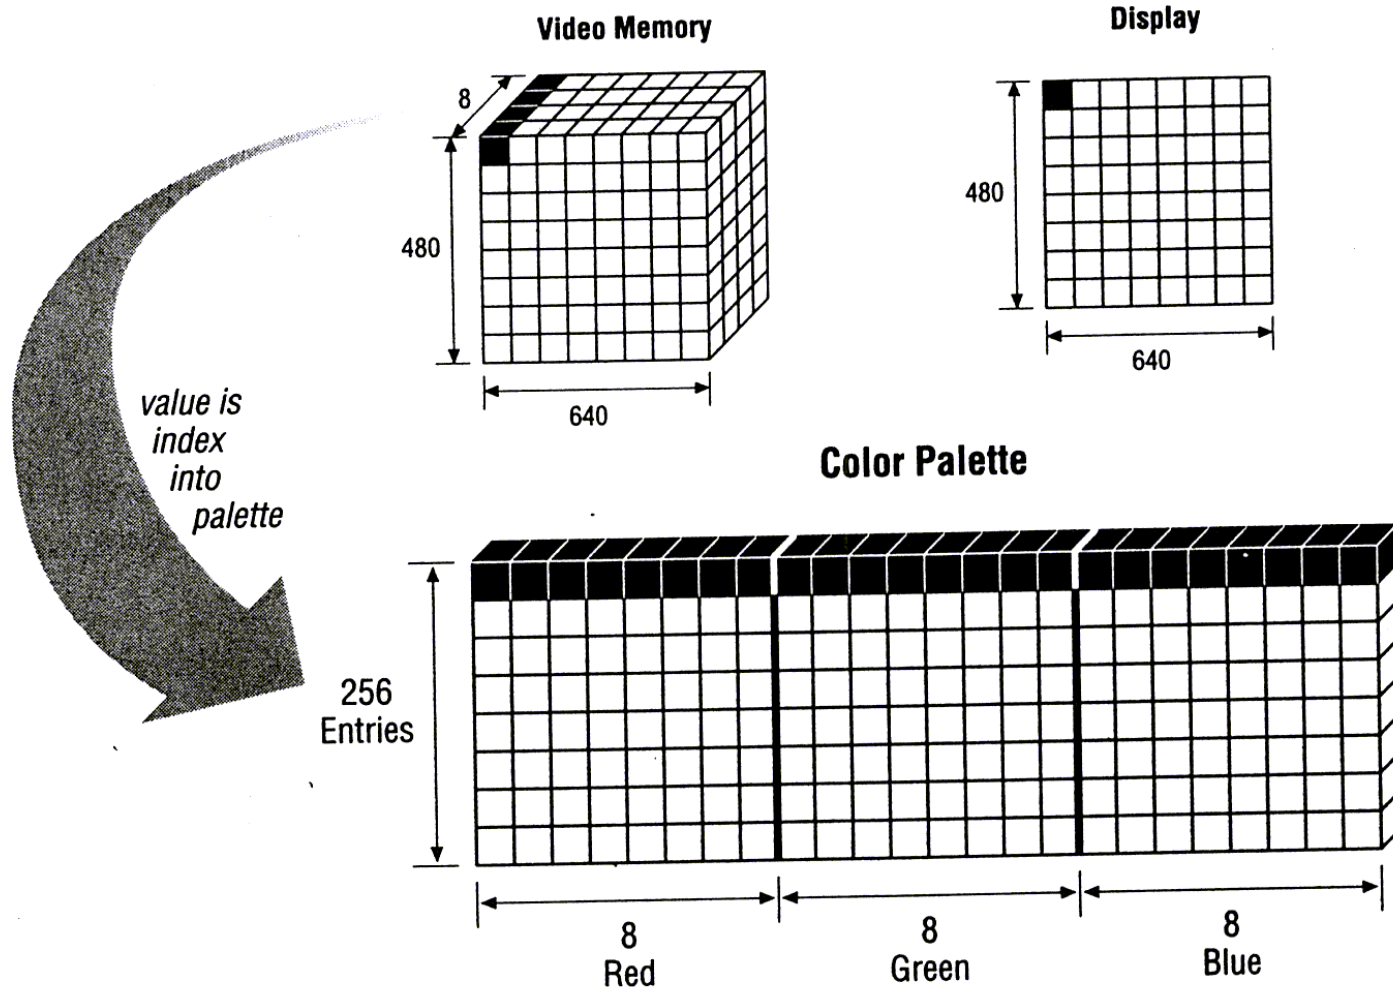 Video Memory
Display
8
480
640
480
640
value is
index
into
palette
Color Palette
256
Entries
8
Red
8
Green
8
Blue